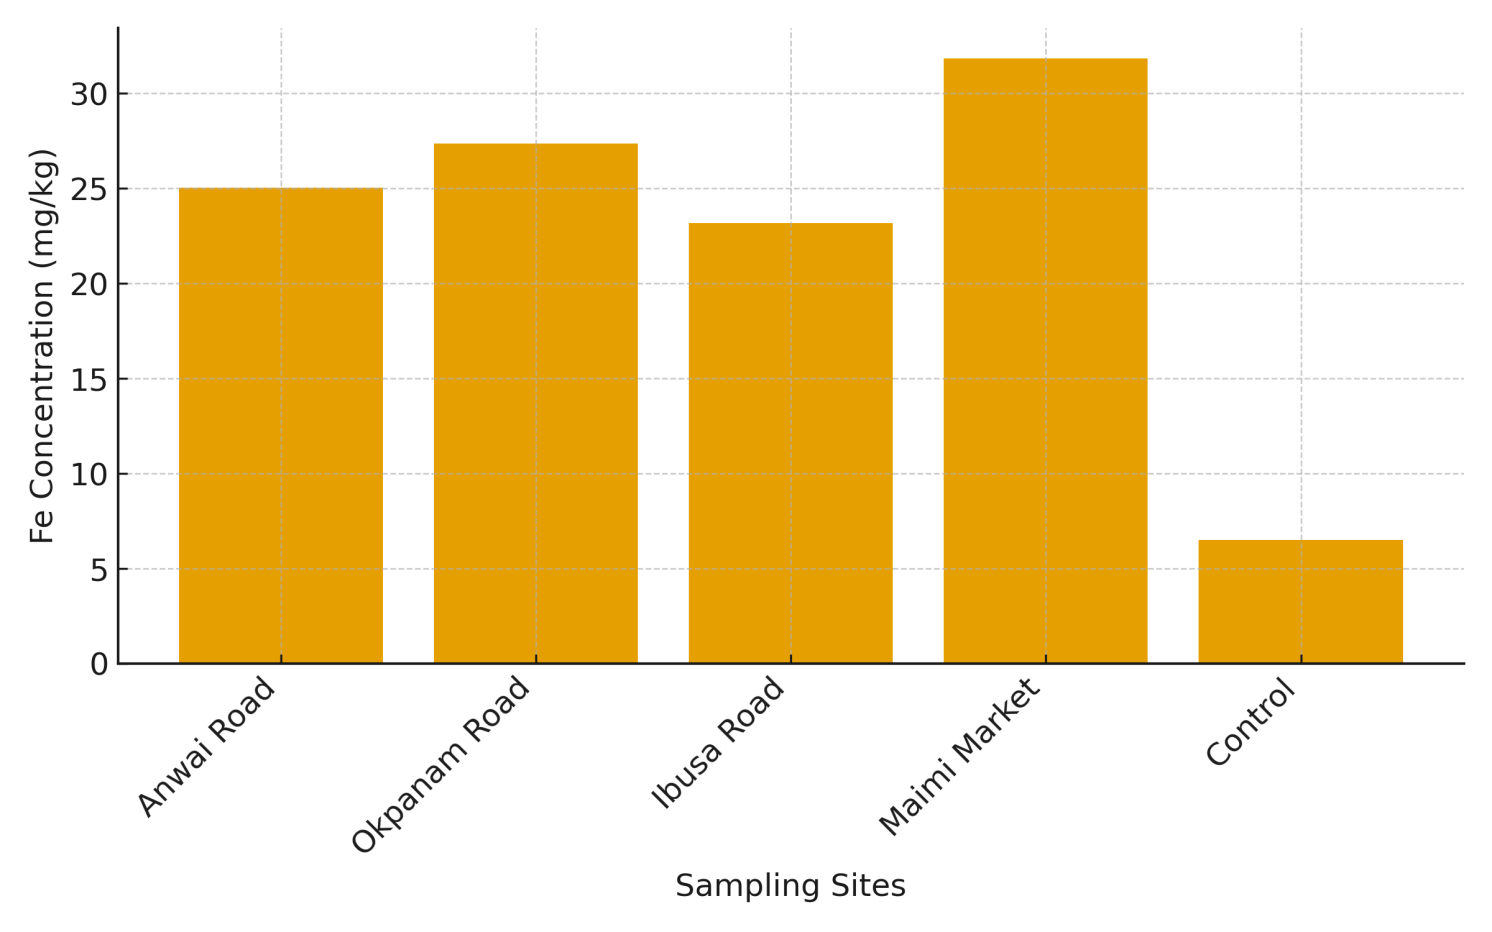 Fe Concentration (mg/kg)
30
25
20
15
10
5
0
Anwai Road
Okpanam Road
Ibusa Road
Maimi Market
Control
Sampling Sites